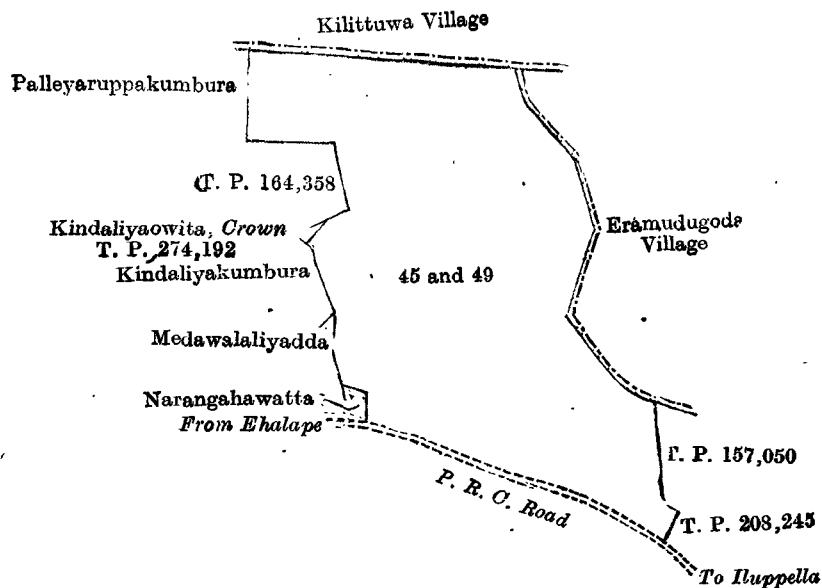 Kilittuwa Village
Palleyaruppakumbura
T. P. 164,358
Kindaliyaowita, Crown
T. P. 274,192
Kindaliyakumbura
Eramudugoda
Village
45 and 49
Medawalaliyadda
Narangahawatta
From Ehalape
T. P. 157,050
P. R. C. Road
T. P. 208,245
To Iluppella